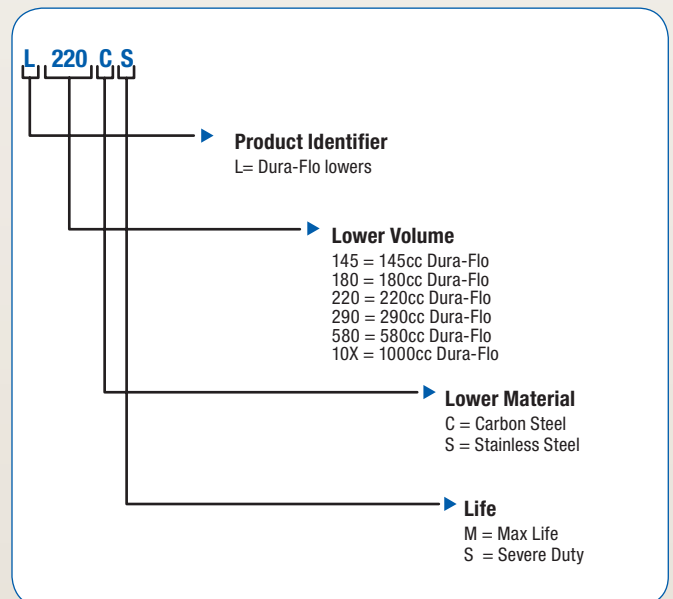 L 220 C S
Product Identifier
L= Dura-Flo lowers
Lower Volume
145 = 145cc Dura-Flo
180 = 180cc Dura-Flo
220 = 220cc Dura-Flo
290 = 290cc Dura-Flo
580 = 580cc Dura-Flo
10X = 1000cc Dura-Flo
Lower Material
C = Carbon Steel
S = Stainless Steel
Life
M = Max Life
S = Severe Duty